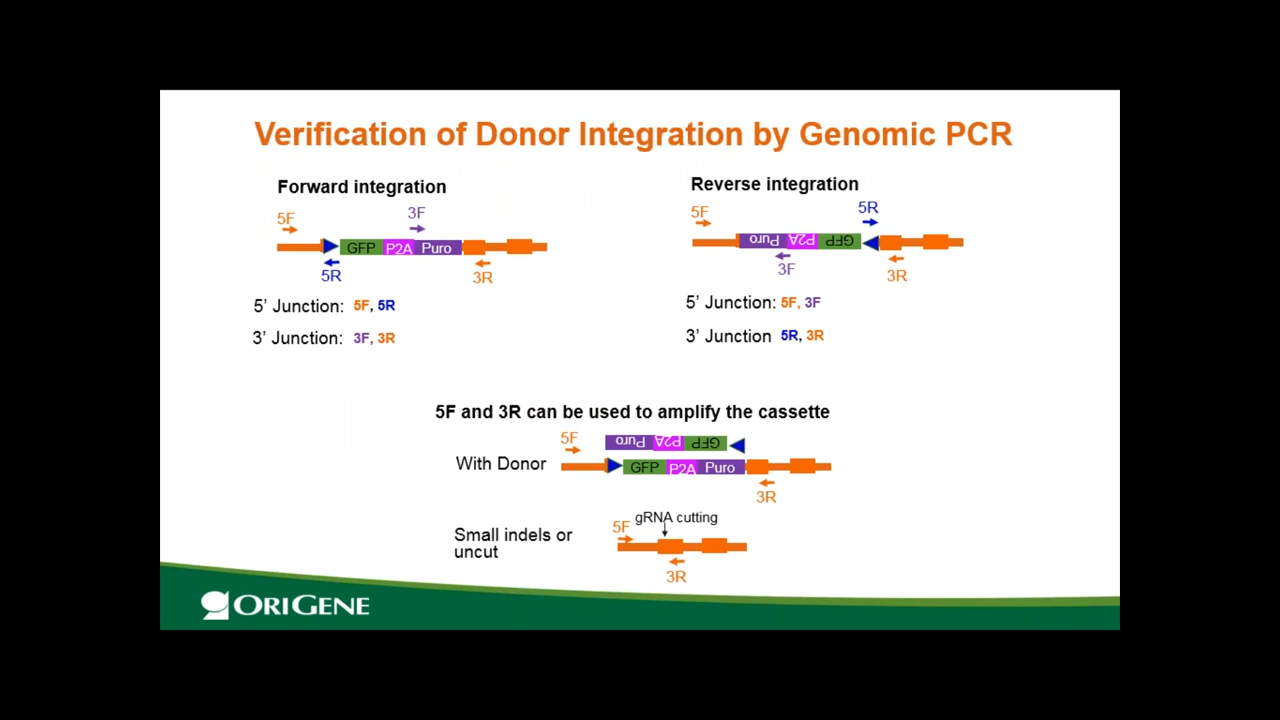 Verification of Donor Integration by Genomic PCR
Forward integration
5F
3F
GFP P2A Puro
5R
3R
5' Junction: 5F, 5R
3' Junction: 3F, 3R
Reverse integration
5F
5R
Puro P2A GFP
3F
3R
5' Junction: 5F, 3F
3' Junction 5R, 3R
5F and 3R can be used to amplify the cassette
5F
Puro P2A GFP
With Donor
GFP P2A Puro
3R
gRNA cutting
5F
Small indels or
uncut
3R
ORIGENE